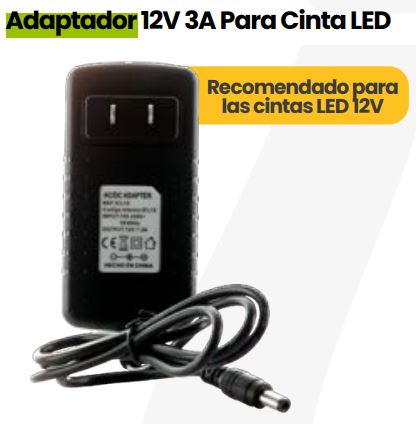 Adaptador 12V 3A Para Cinta LED
Recomendado para
las cintas LED 12V
AC/DC ADAPTER
HECHO EN CHINA